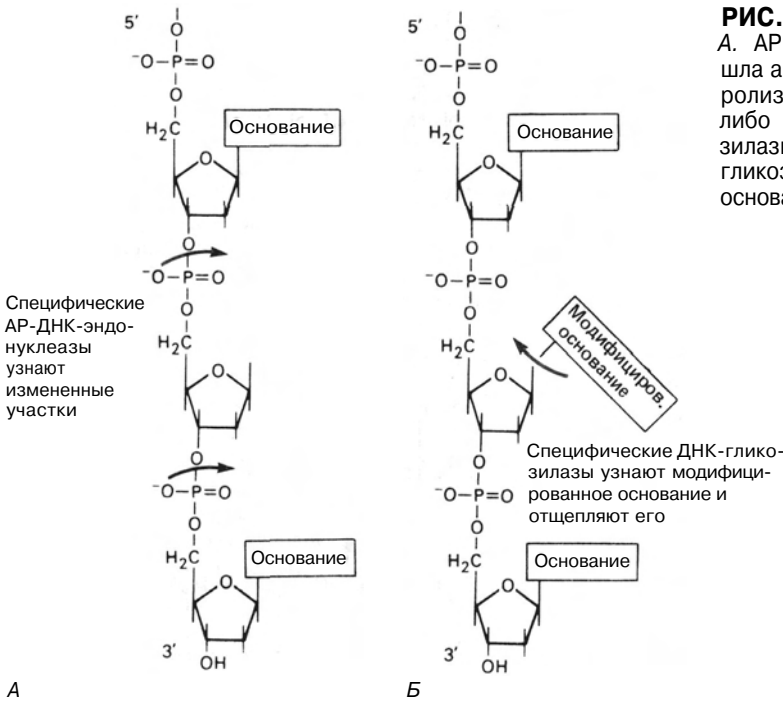 РИС.
А. АР
шла а
ролиз
либо
зилаз
гликоз
основа
5′
O
⁻O–P=O
O
H₂C
Основание
O
O
⁻O–P=O
O
Специфические
АР-ДНК-эндо-
нуклеазы
узнают
измененные
участки
H₂C
O
O
⁻O–P=O
O
H₂C
Основание
O
3′
OH
А
5′
O
⁻O–P=O
O
H₂C
Основание
O
O
⁻O–P=O
O
H₂C
Модифициров.
основание
O
Специфические ДНК-глико-
зилазы узнают модифици-
рованное основание и
отщепляют его
O
⁻O–P=O
O
H₂C
Основание
O
3′
OH
Б